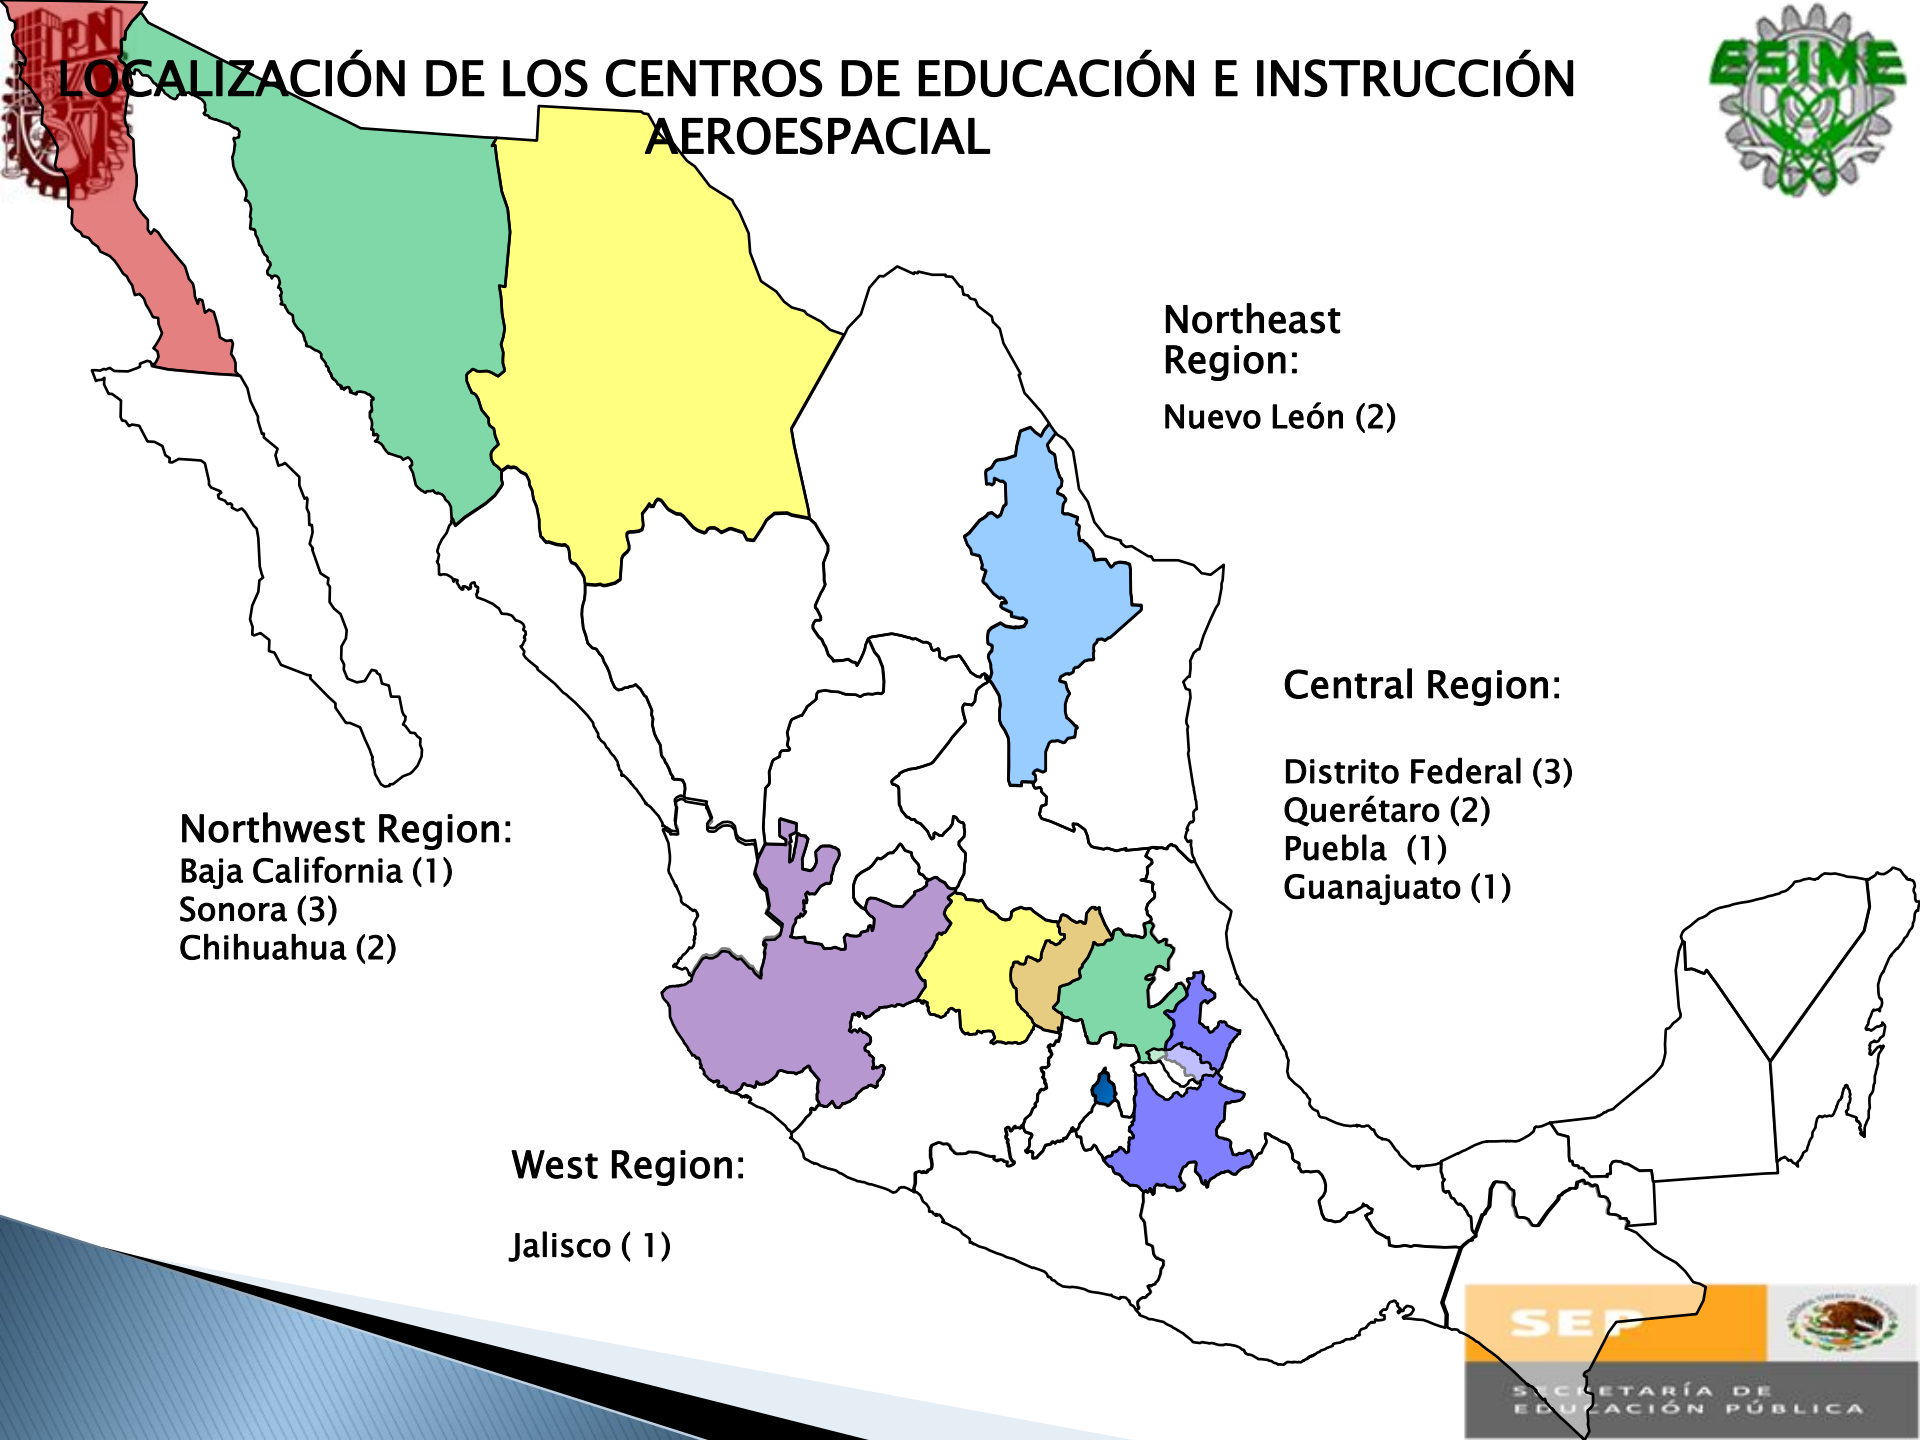 LOCALIZACIÓN DE LOS CENTROS DE EDUCACIÓN E INSTRUCCIÓN
AEROESPACIAL
IPN
ESIME
Northeast
Region:
Nuevo León (2)
Central Region:
Distrito Federal (3)
Querétaro (2)
Puebla (1)
Guanajuato (1)
Northwest Region:
Baja California (1)
Sonora (3)
Chihuahua (2)
West Region:
Jalisco ( 1)
SEP
SECRETARÍA DE
EDUCACIÓN PÚBLICA